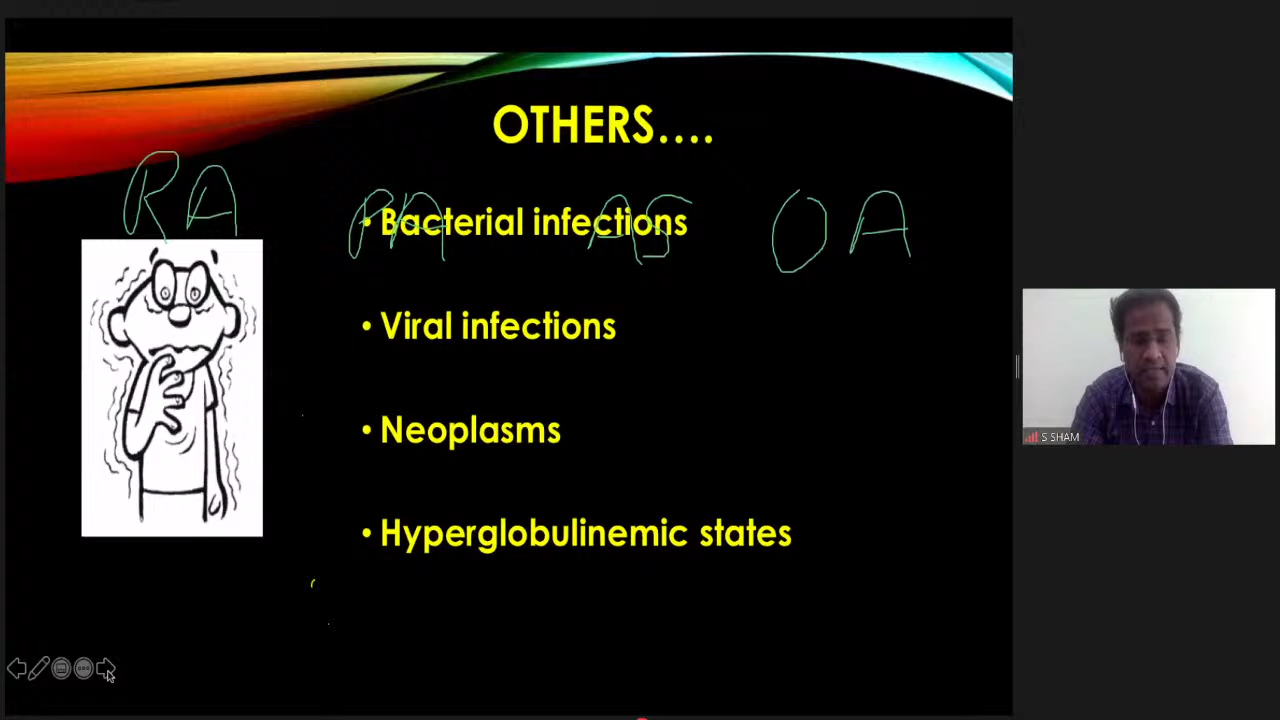 OTHERS....
RA PA AS OA
• Bacterial infections
• Viral infections
• Neoplasms
• Hyperglobulinemic states
S SHAM